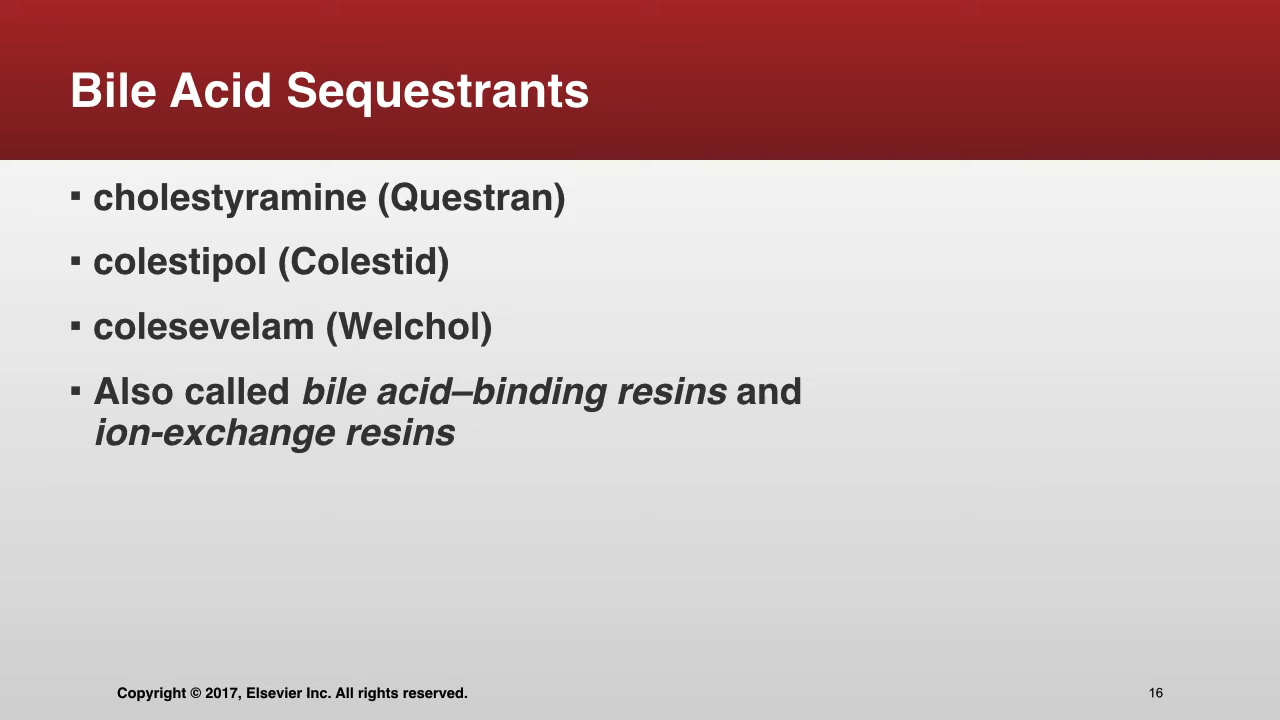 Bile Acid Sequestrants
▪ cholestyramine (Questran)
▪ colestipol (Colestid)
▪ colesevelam (Welchol)
▪ Also called bile acid–binding resins and
ion-exchange resins
Copyright © 2017, Elsevier Inc. All rights reserved.
16